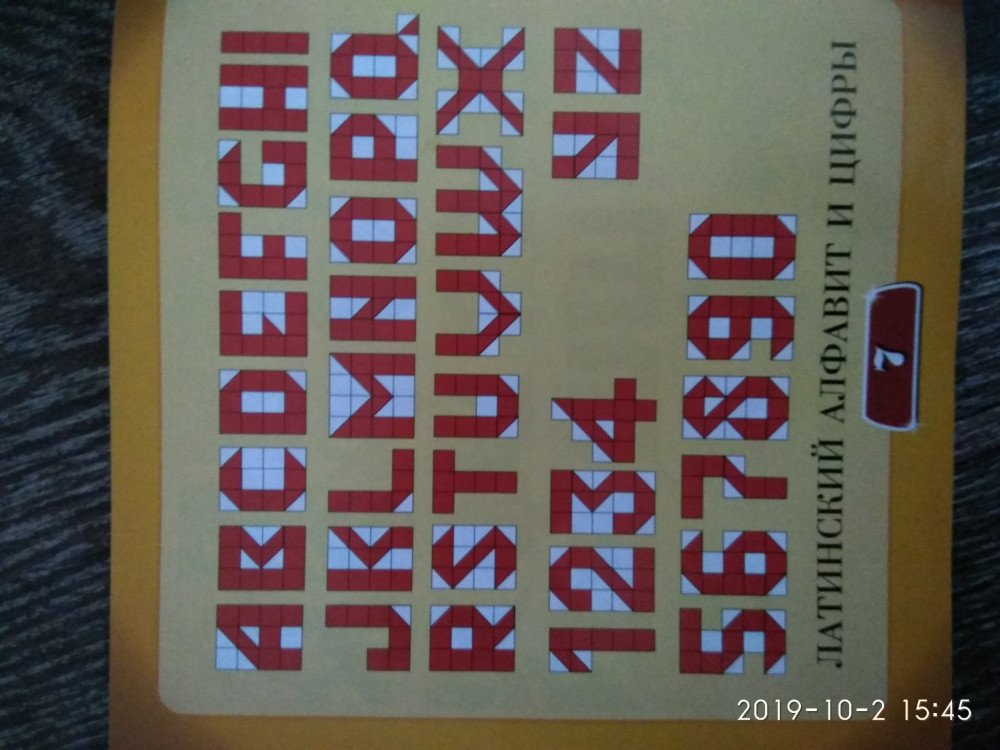 ABCDEFGHI
JKLMNOPQ
RSTUVWX
1234 YZ
567890
ЛАТИНСКИЙ АЛФАВИТ И ЦИФРЫ
7
2019-10-2 15:45